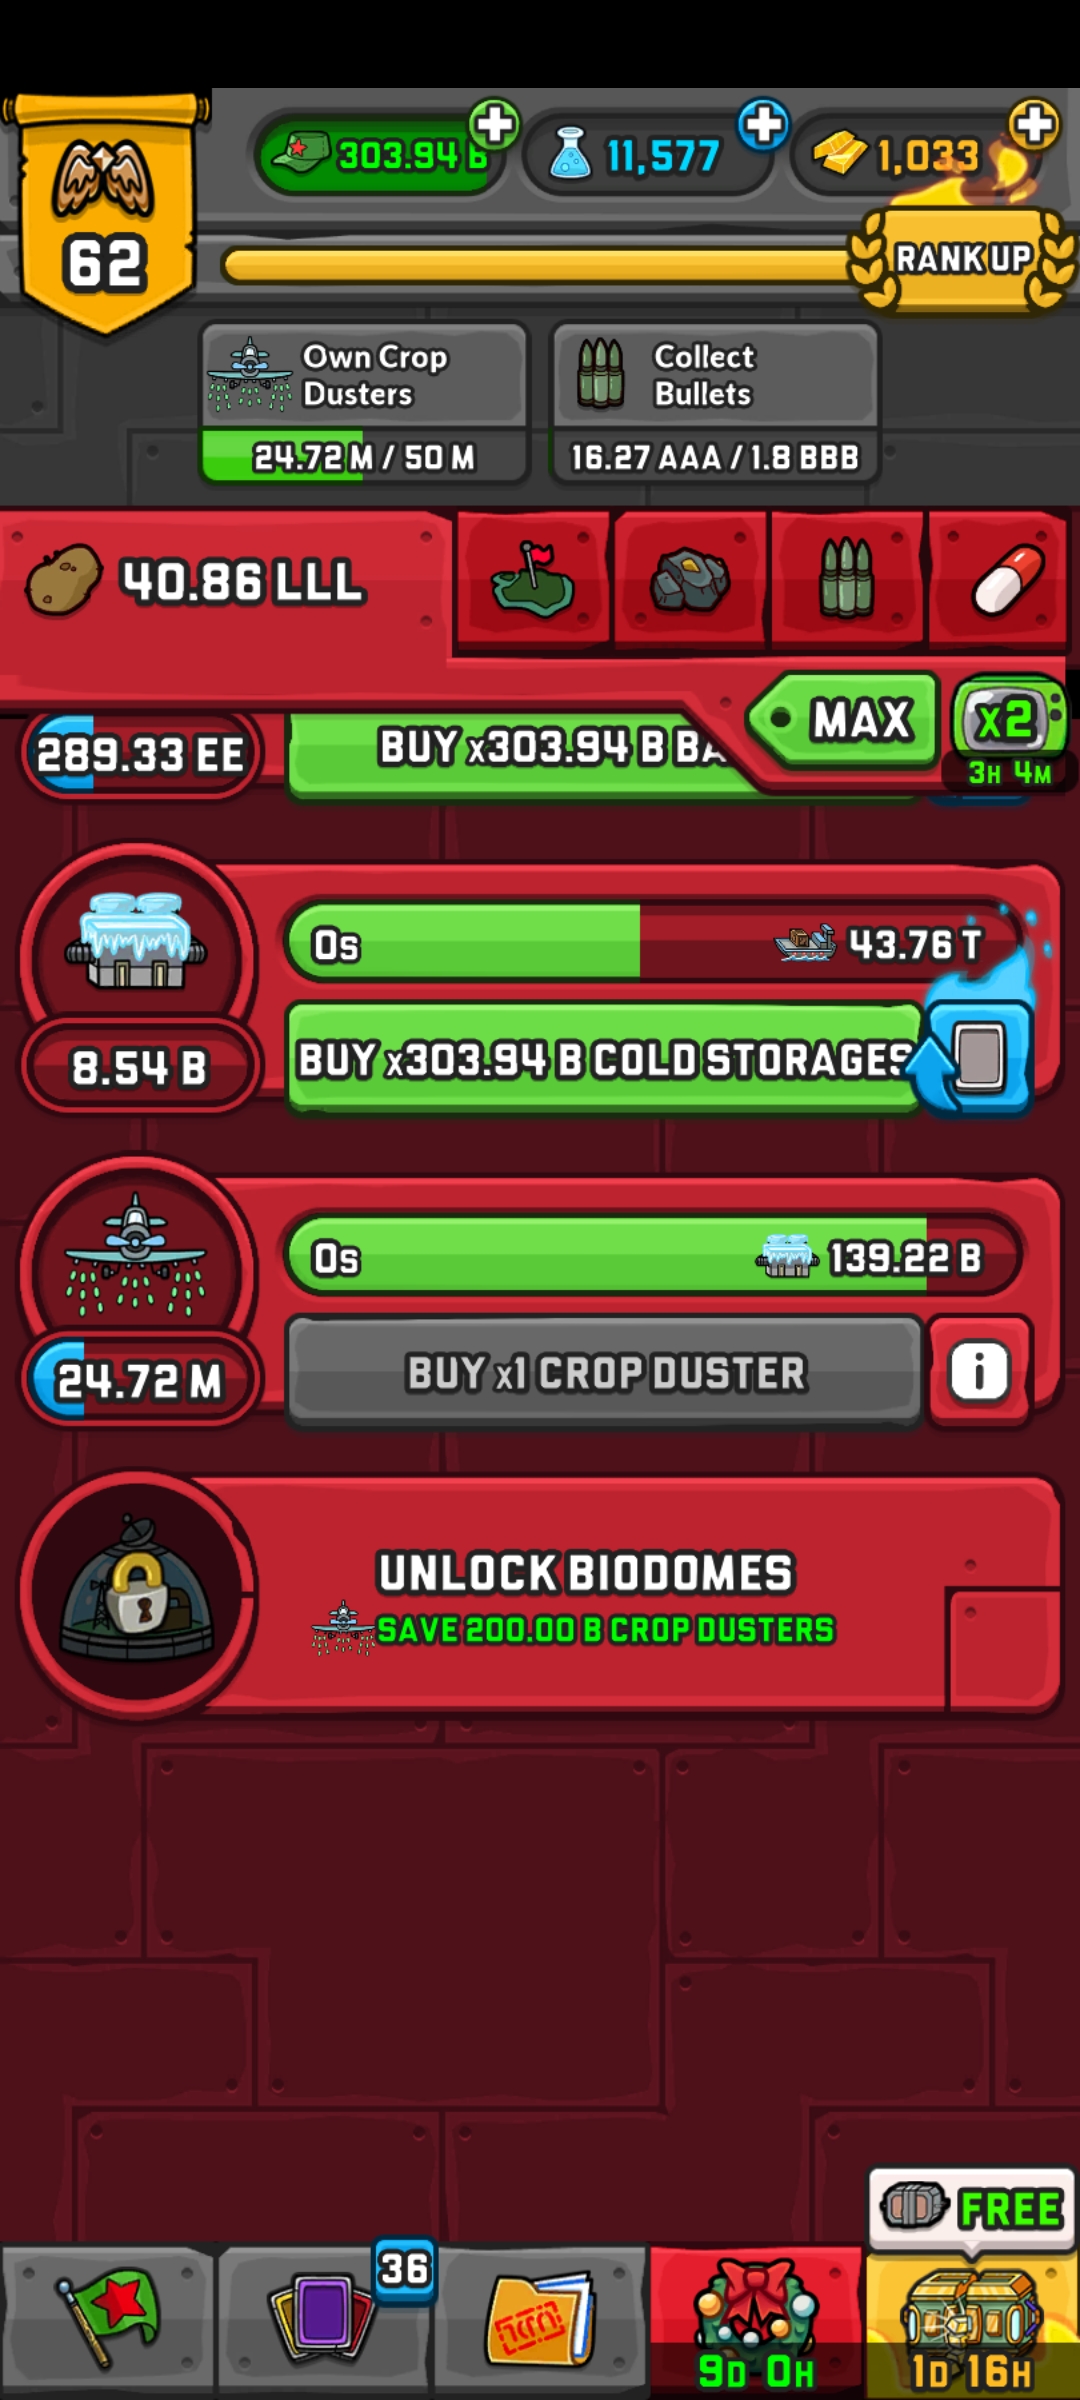 303.94 B
11,577
1,033
62
RANK UP
Own Crop
Dusters
24.72 M / 50 M
Collect
Bullets
16.27 AAA / 1.8 BBB
40.86 LLL
MAX
x2
3H 4M
289.33 EE
BUY x303.94 B BA
0s
43.76 T
8.54 B
BUY x303.94 B COLD STORAGES
0s
139.22 B
24.72 M
BUY x1 CROP DUSTER
i
UNLOCK BIODOMES
SAVE 200.00 B CROP DUSTERS
FREE
36
9D 0H
1D 16H